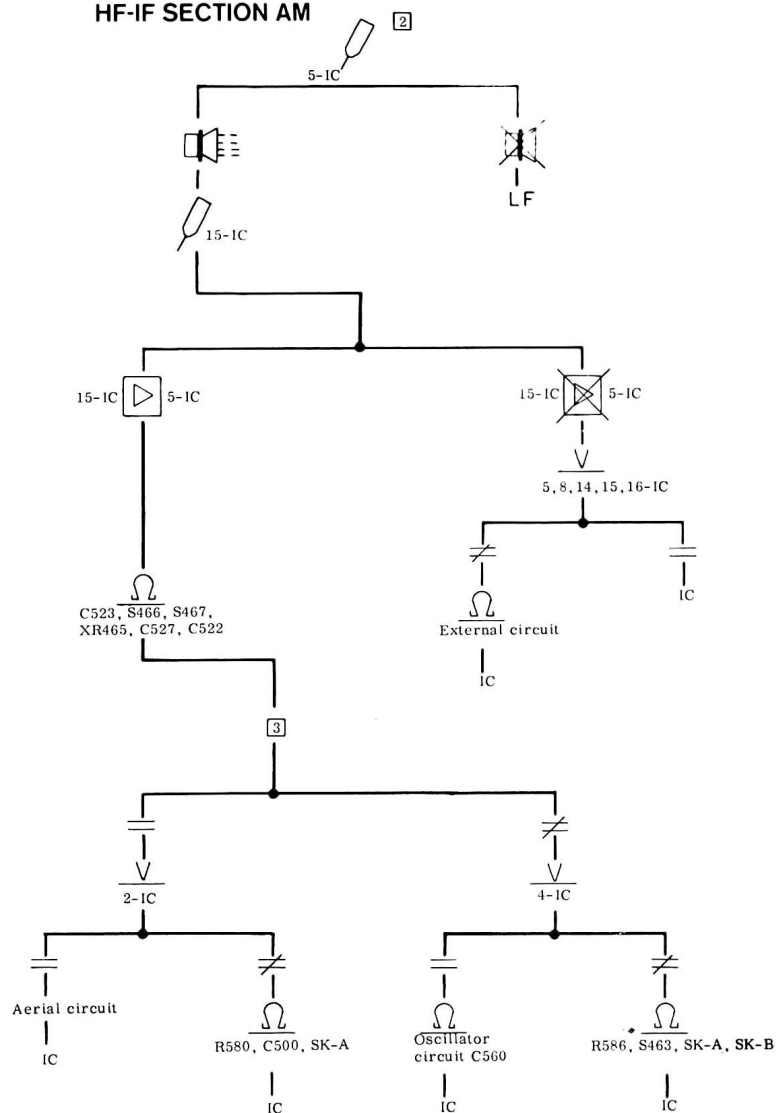 HF-IF SECTION AM
2
5-IC
LF
15-IC
15-IC 5-IC
15-IC 5-IC
5,8,14,15,16-IC
IC
C523, S466, S467,
XR465, C527, C522
External circuit
IC
3
2-IC
4-IC
Aerial circuit
IC
R580, C500, SK-A
IC
Oscillator
circuit C560
IC
R586, S463, SK-A, SK-B
IC